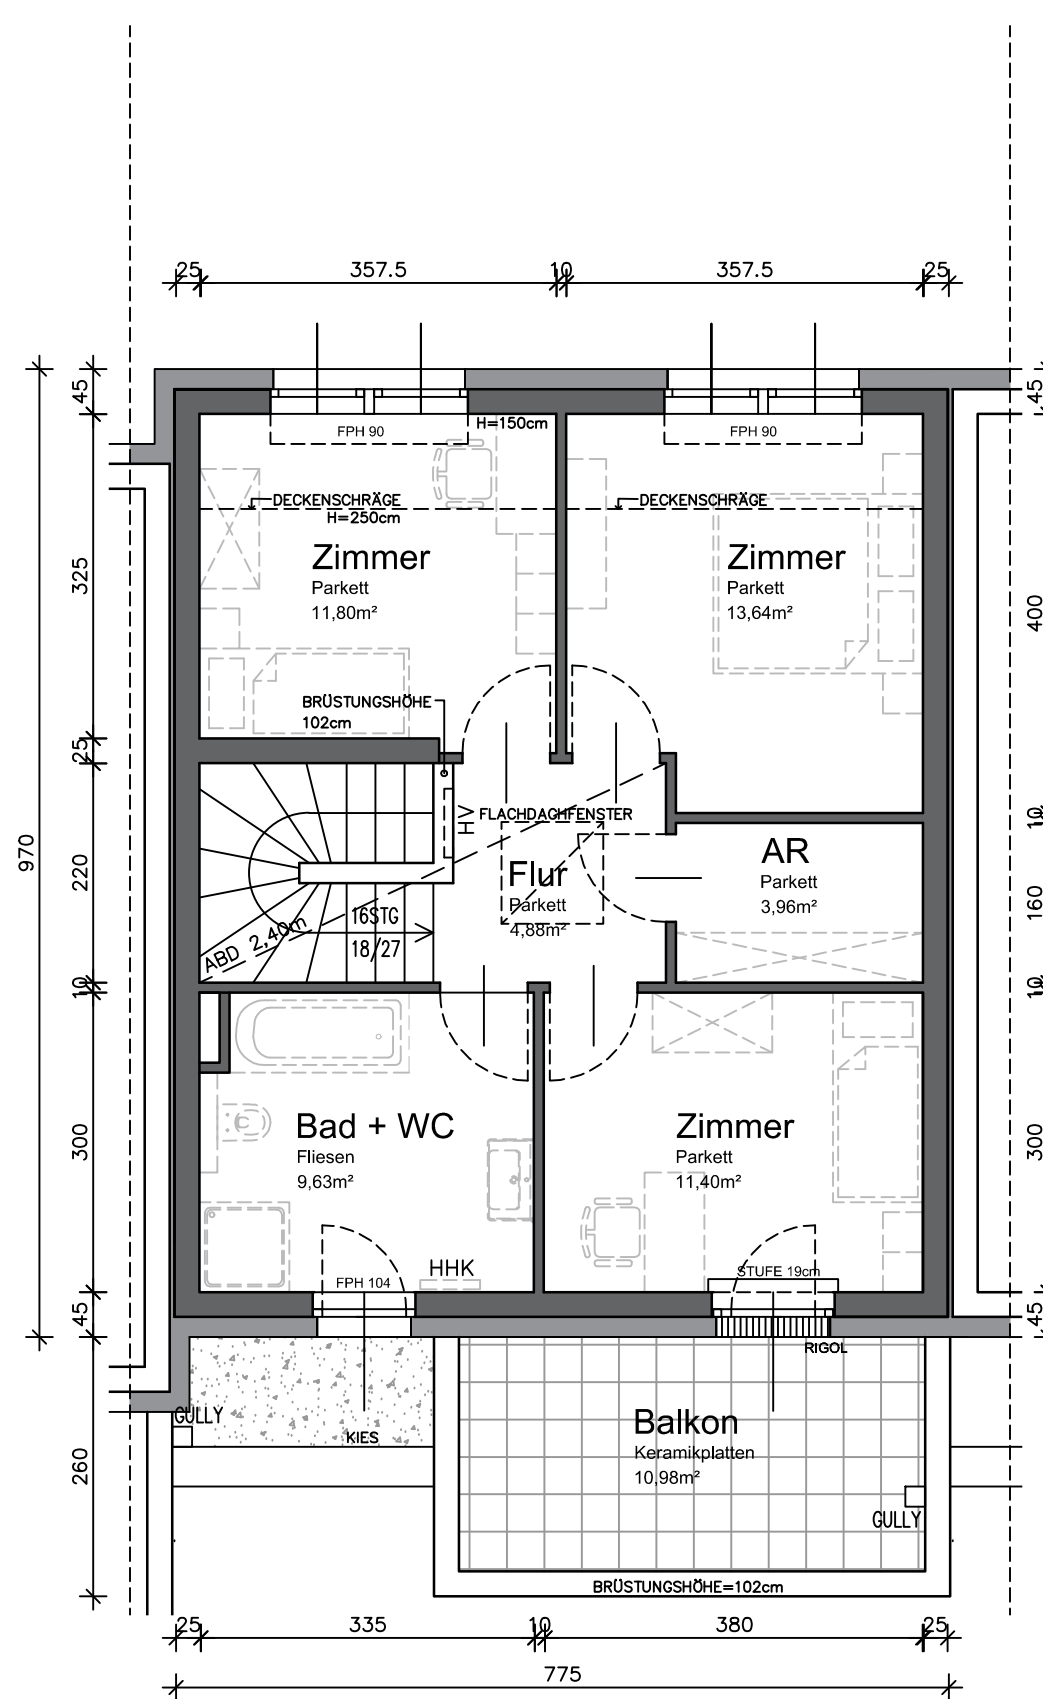 25 357.5 10 357.5 25
45
45
FPH 90
H=150cm
FPH 90
DECKENSCHRÄGE
H=250cm
DECKENSCHRÄGE
Zimmer
Parkett
11,80m²
Zimmer
Parkett
13,64m²
325
400
BRÜSTUNGSHÖHE
102cm
25
HV
FLACHDACHFENSTER
10
970
220
Flur
Parkett
4,88m²
AR
Parkett
3,96m²
160
16STG
18/27
ABD 2,40m
10
10
Bad + WC
Fliesen
9,63m²
Zimmer
Parkett
11,40m²
300
300
HHK
FPH 104
STUFE 19cm
45
45
RIGOL
GULLY
KIES
Balkon
Keramikplatten
10,98m²
260
GULLY
BRÜSTUNGSHÖHE=102cm
25 335 10 380 25
775